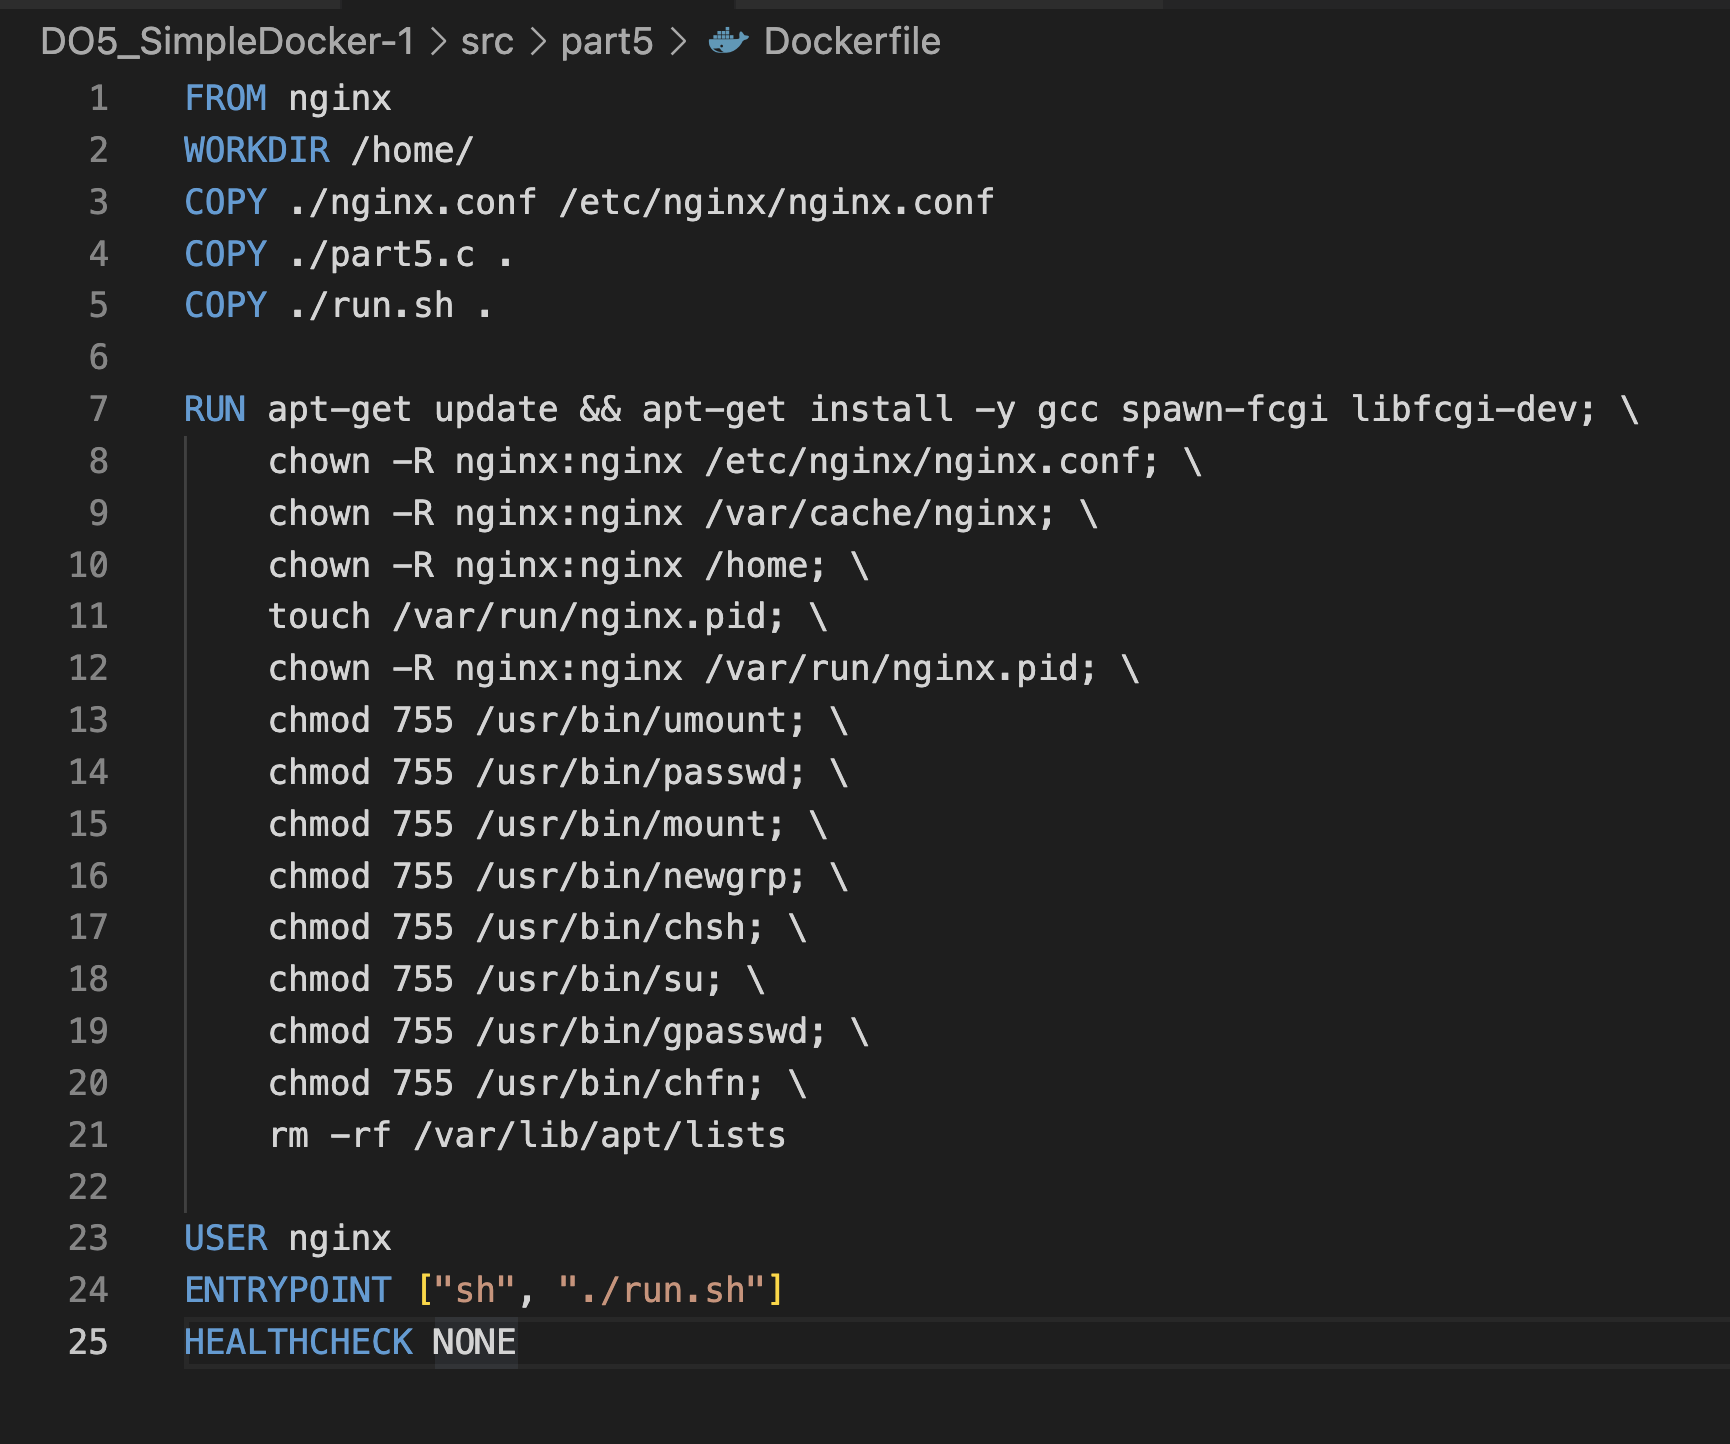 DO5_SimpleDocker-1 > src > part5 > Dockerfile
1 FROM nginx
2 WORKDIR /home/
3 COPY ./nginx.conf /etc/nginx/nginx.conf
4 COPY ./part5.c .
5 COPY ./run.sh .
6
7 RUN apt-get update && apt-get install -y gcc spawn-fcgi libfcgi-dev; \
8 chown -R nginx:nginx /etc/nginx/nginx.conf; \
9 chown -R nginx:nginx /var/cache/nginx; \
10 chown -R nginx:nginx /home; \
11 touch /var/run/nginx.pid; \
12 chown -R nginx:nginx /var/run/nginx.pid; \
13 chmod 755 /usr/bin/umount; \
14 chmod 755 /usr/bin/passwd; \
15 chmod 755 /usr/bin/mount; \
16 chmod 755 /usr/bin/newgrp; \
17 chmod 755 /usr/bin/chsh; \
18 chmod 755 /usr/bin/su; \
19 chmod 755 /usr/bin/gpasswd; \
20 chmod 755 /usr/bin/chfn; \
21 rm -rf /var/lib/apt/lists
22
23 USER nginx
24 ENTRYPOINT ["sh", "./run.sh"]
25 HEALTHCHECK NONE